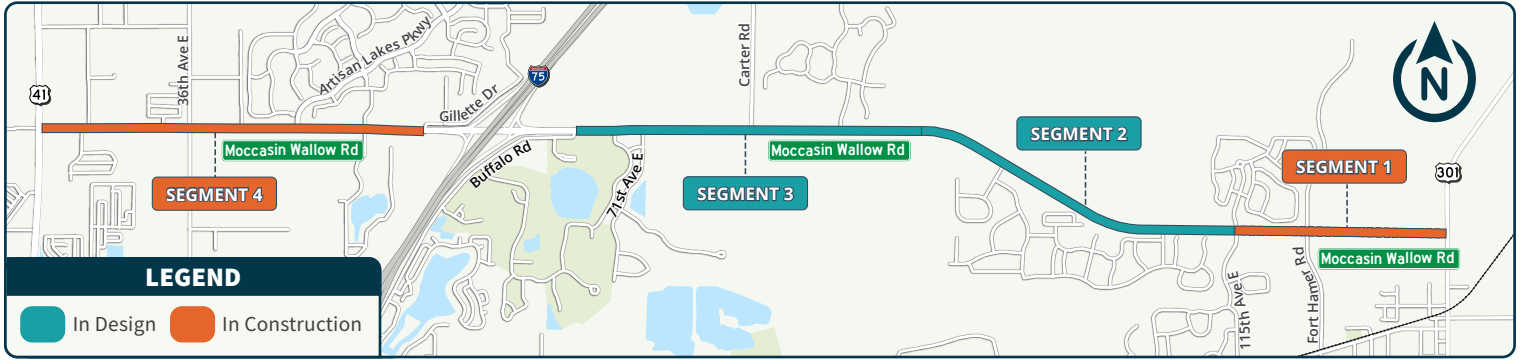 41
36th Ave E
Artisan Lakes Pkwy
Gillette Dr
75
Carter Rd
N
Moccasin Wallow Rd
SEGMENT 4
Buffalo Rd
71st Ave E
Moccasin Wallow Rd
SEGMENT 3
SEGMENT 2
SEGMENT 1
301
Moccasin Wallow Rd
115th Ave E
Fort Hamer Rd
LEGEND
In Design
In Construction